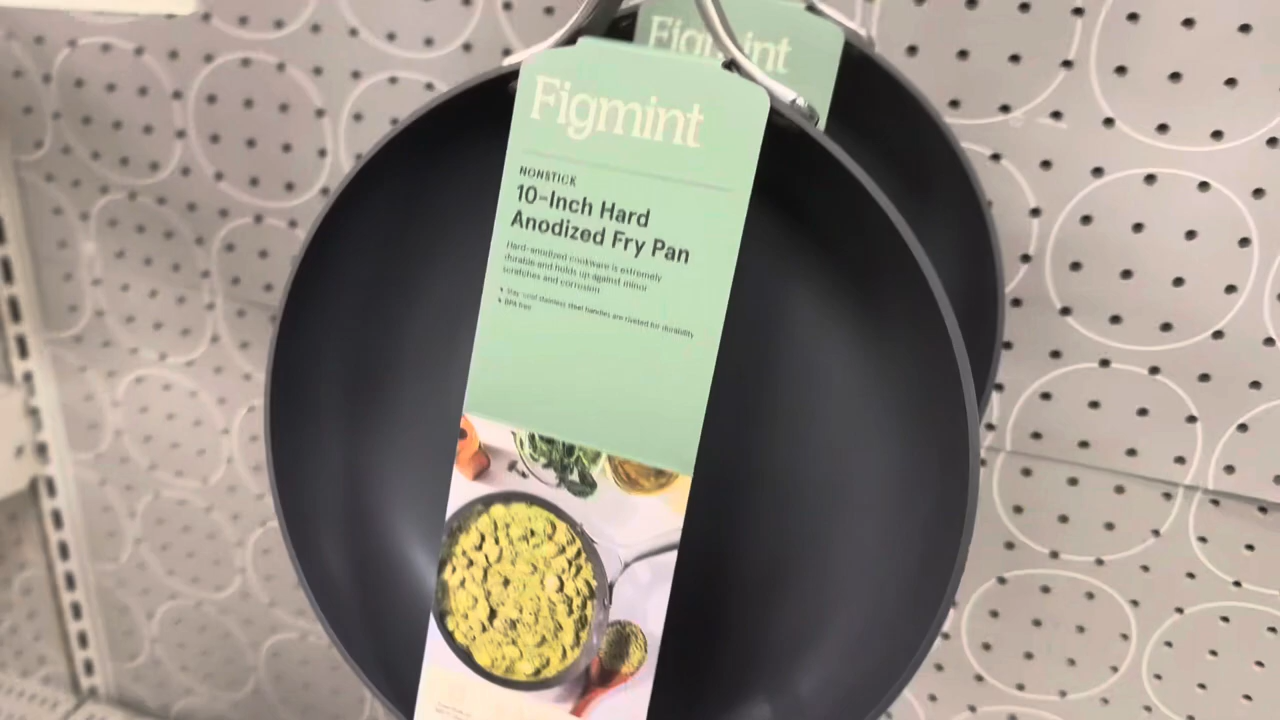 Figmint
Figmint
NONSTICK
10-Inch Hard
Anodized Fry Pan
Hard-anodized cookware is extremely
durable and holds up against minor
scratches and corrosion
Stay-cool stainless steel handles are riveted for durability
BPA free